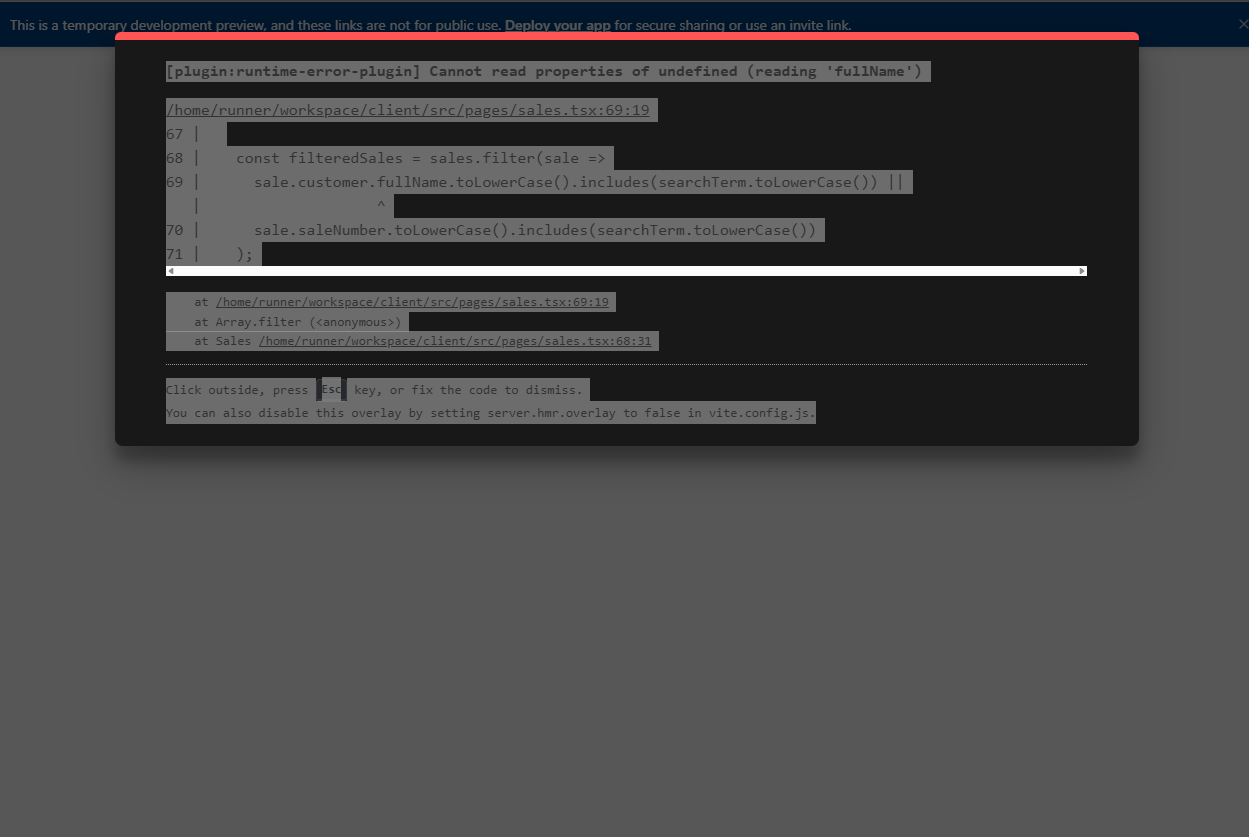 This is a temporary development preview, and these links are not for public use. Deploy your app for secure sharing or use an invite link.
[plugin:runtime-error-plugin] Cannot read properties of undefined (reading 'fullName')
/home/runner/workspace/client/src/pages/sales.tsx:69:19
67 |
68 |    const filteredSales = sales.filter(sale =>
69 |      sale.customer.fullName.toLowerCase().includes(searchTerm.toLowerCase()) ||
   |                    ^
70 |      sale.saleNumber.toLowerCase().includes(searchTerm.toLowerCase())
71 |    );
at /home/runner/workspace/client/src/pages/sales.tsx:69:19
at Array.filter (<anonymous>)
at Sales /home/runner/workspace/client/src/pages/sales.tsx:68:31
Click outside, press Esc key, or fix the code to dismiss.
You can also disable this overlay by setting server.hmr.overlay to false in vite.config.js.